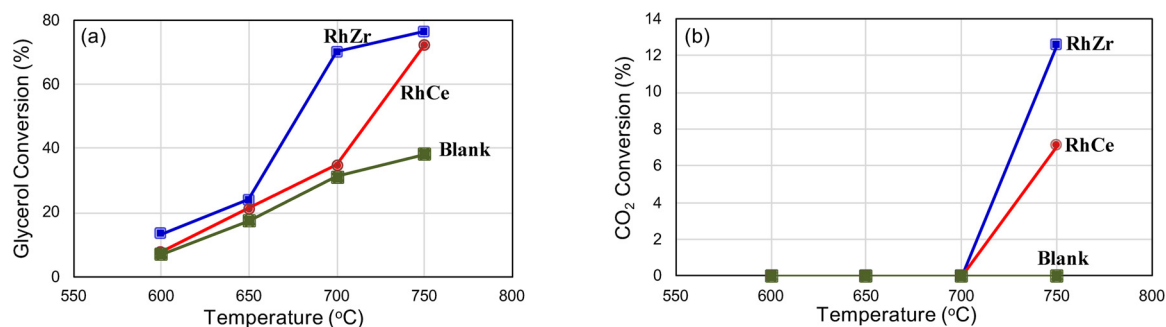 (a)
RhZr
RhCe
Blank
Glycerol Conversion (%)
80
60
40
20
0
550
600
650
700
750
800
Temperature (°C)
(b)
RhZr
RhCe
Blank
CO₂ Conversion (%)
14
12
10
8
6
4
2
0
550
600
650
700
750
800
Temperature (°C)